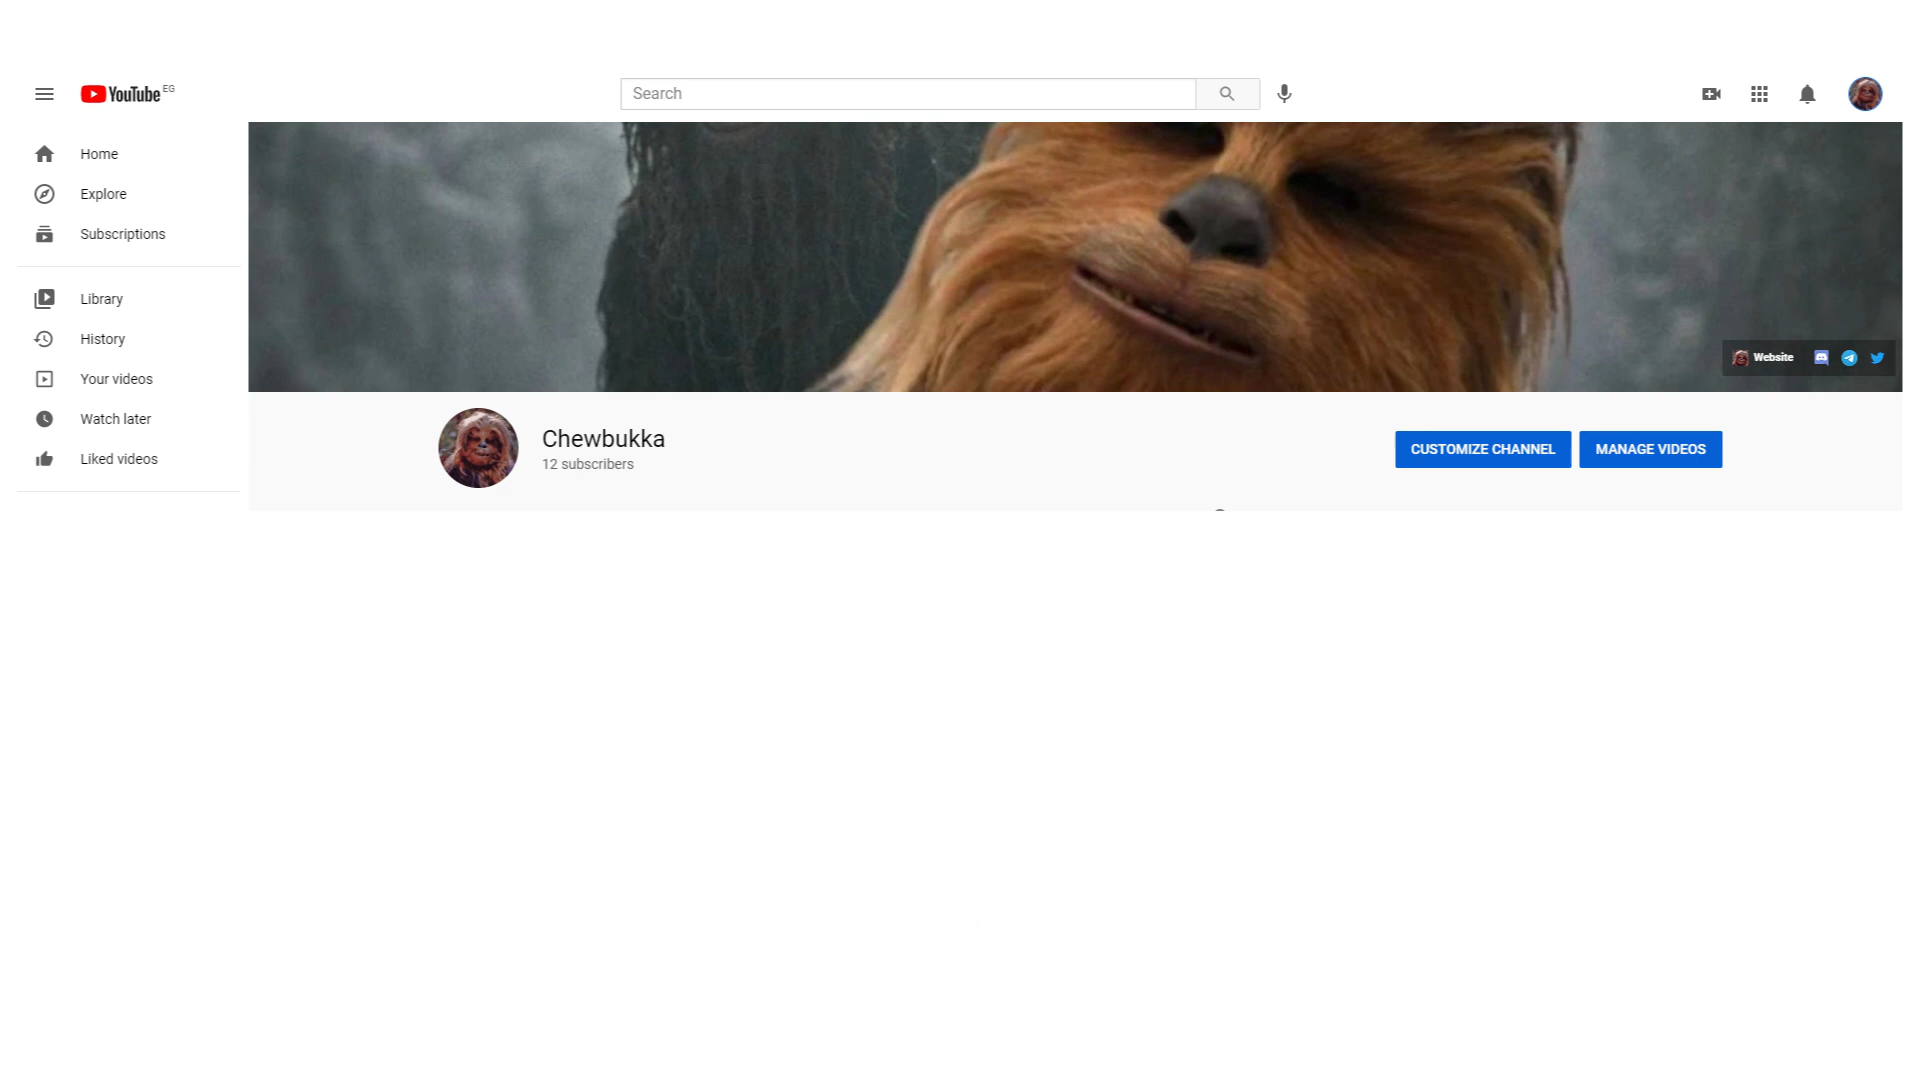 YouTube EG
Search
Home
Explore
Subscriptions
Library
History
Your videos
Watch later
Liked videos
Website
Chewbukka
12 subscribers
CUSTOMIZE CHANNEL
MANAGE VIDEOS